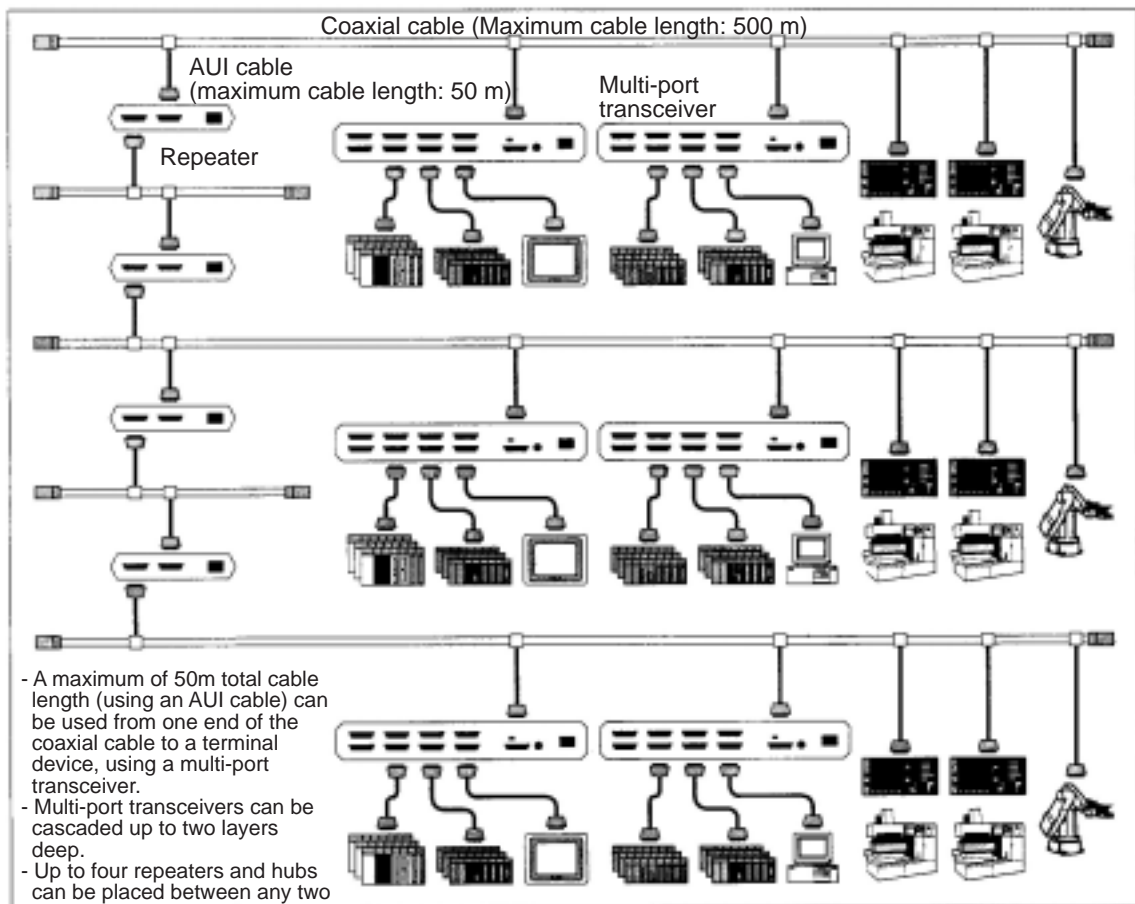 Coaxial cable (Maximum cable length: 500 m)
AUI cable
(maximum cable length: 50 m)
Multi-port
transceiver
Repeater
- A maximum of 50m total cable
length (using an AUI cable) can
be used from one end of the
coaxial cable to a terminal
device, using a multi-port
transceiver.
- Multi-port transceivers can be
cascaded up to two layers
deep.
- Up to four repeaters and hubs
can be placed between any two